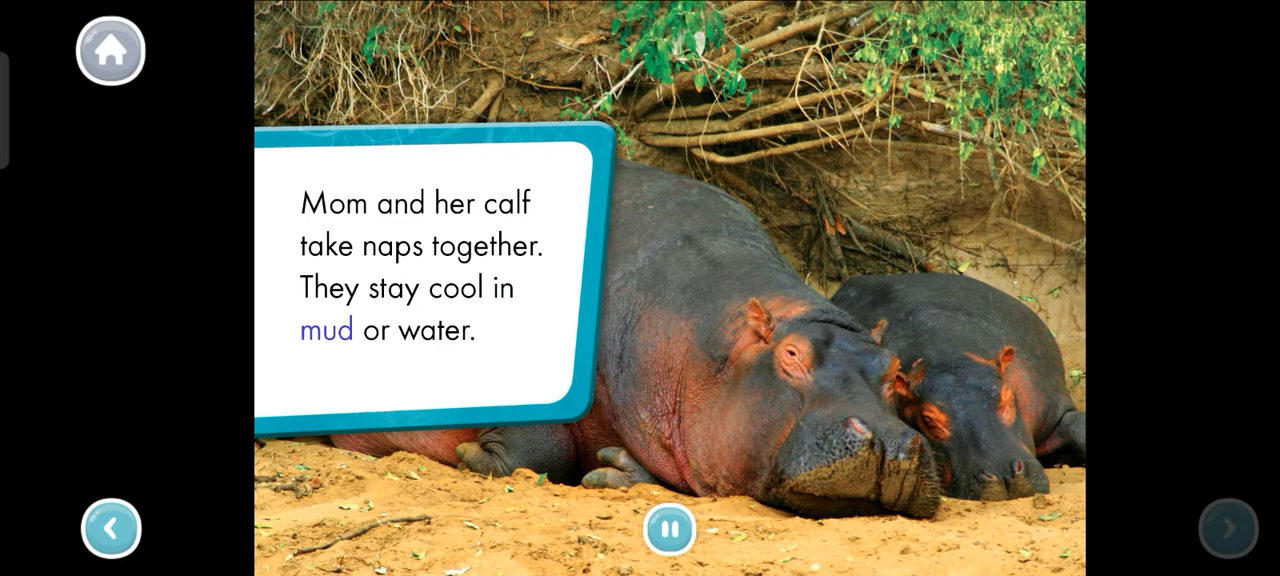 Mom and her calf
take naps together.
They stay cool in
mud or water.